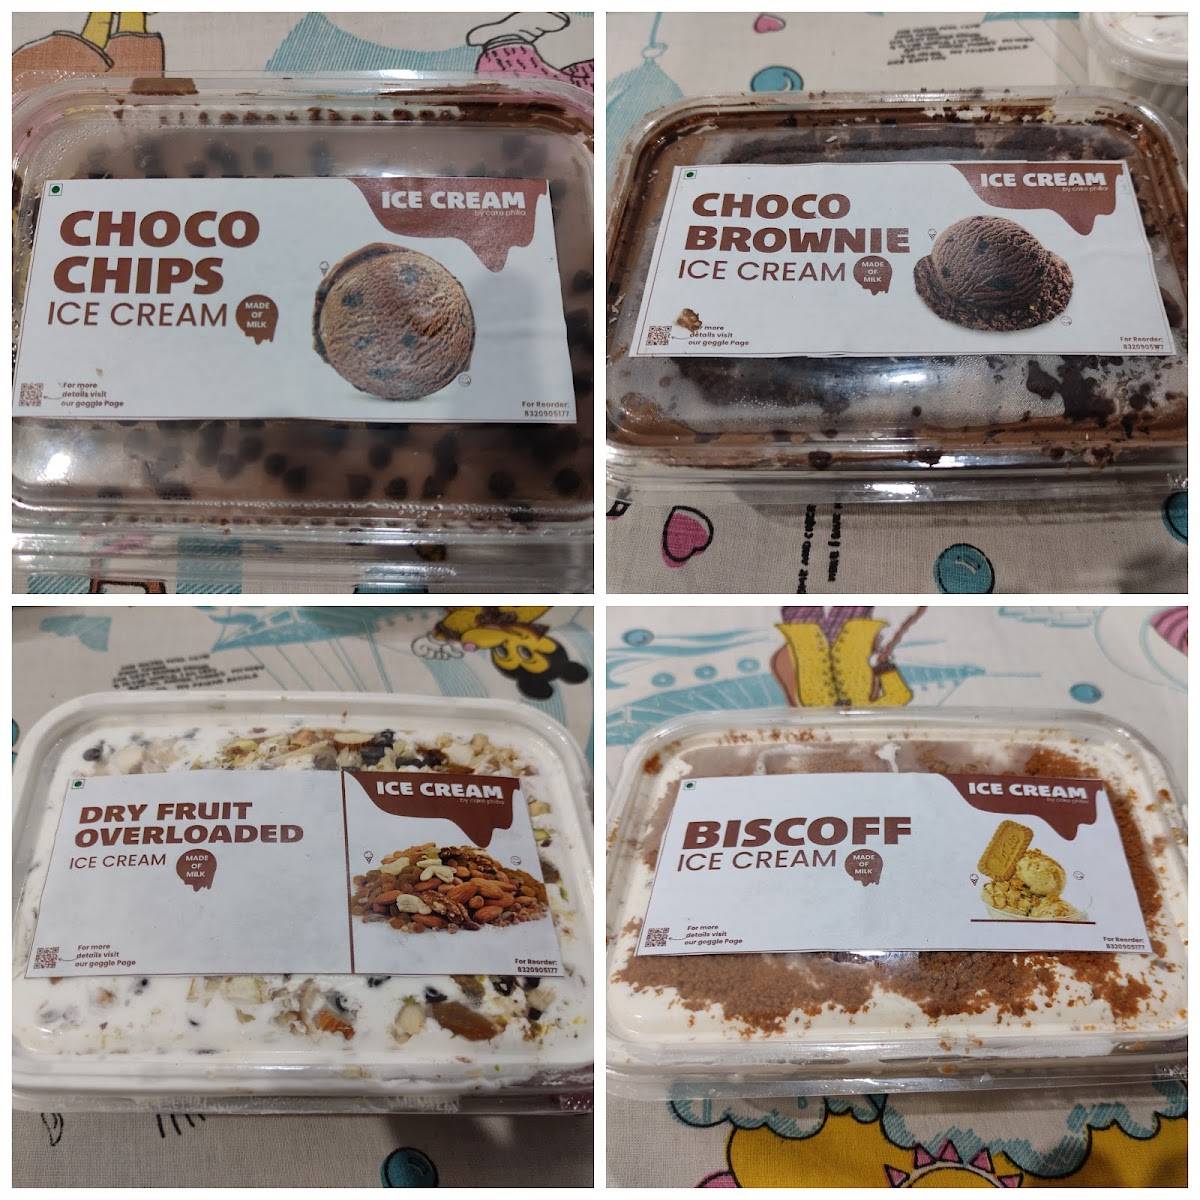 CHOCO
CHIPS
ICE CREAM
MADE
OF
MILK
ICE CREAM
by cake philia
For more
details visit
our goggle Page
For Reorder:
8320905177
CHOCO
BROWNIE
ICE CREAM
MADE
OF
MILK
ICE CREAM
by cake philia
more
details visit
our goggle Page
For Reorder:
DRY FRUIT
OVERLOADED
ICE CREAM
MADE
OF
MILK
ICE CREAM
by cake philia
For more
details visit
our goggle Page
For Reorder:
8320905177
BISCOFF
ICE CREAM
MADE
OF
MILK
ICE CREAM
by cake philia
For more
details visit
our goggle Page
For Reorder:
8320905177